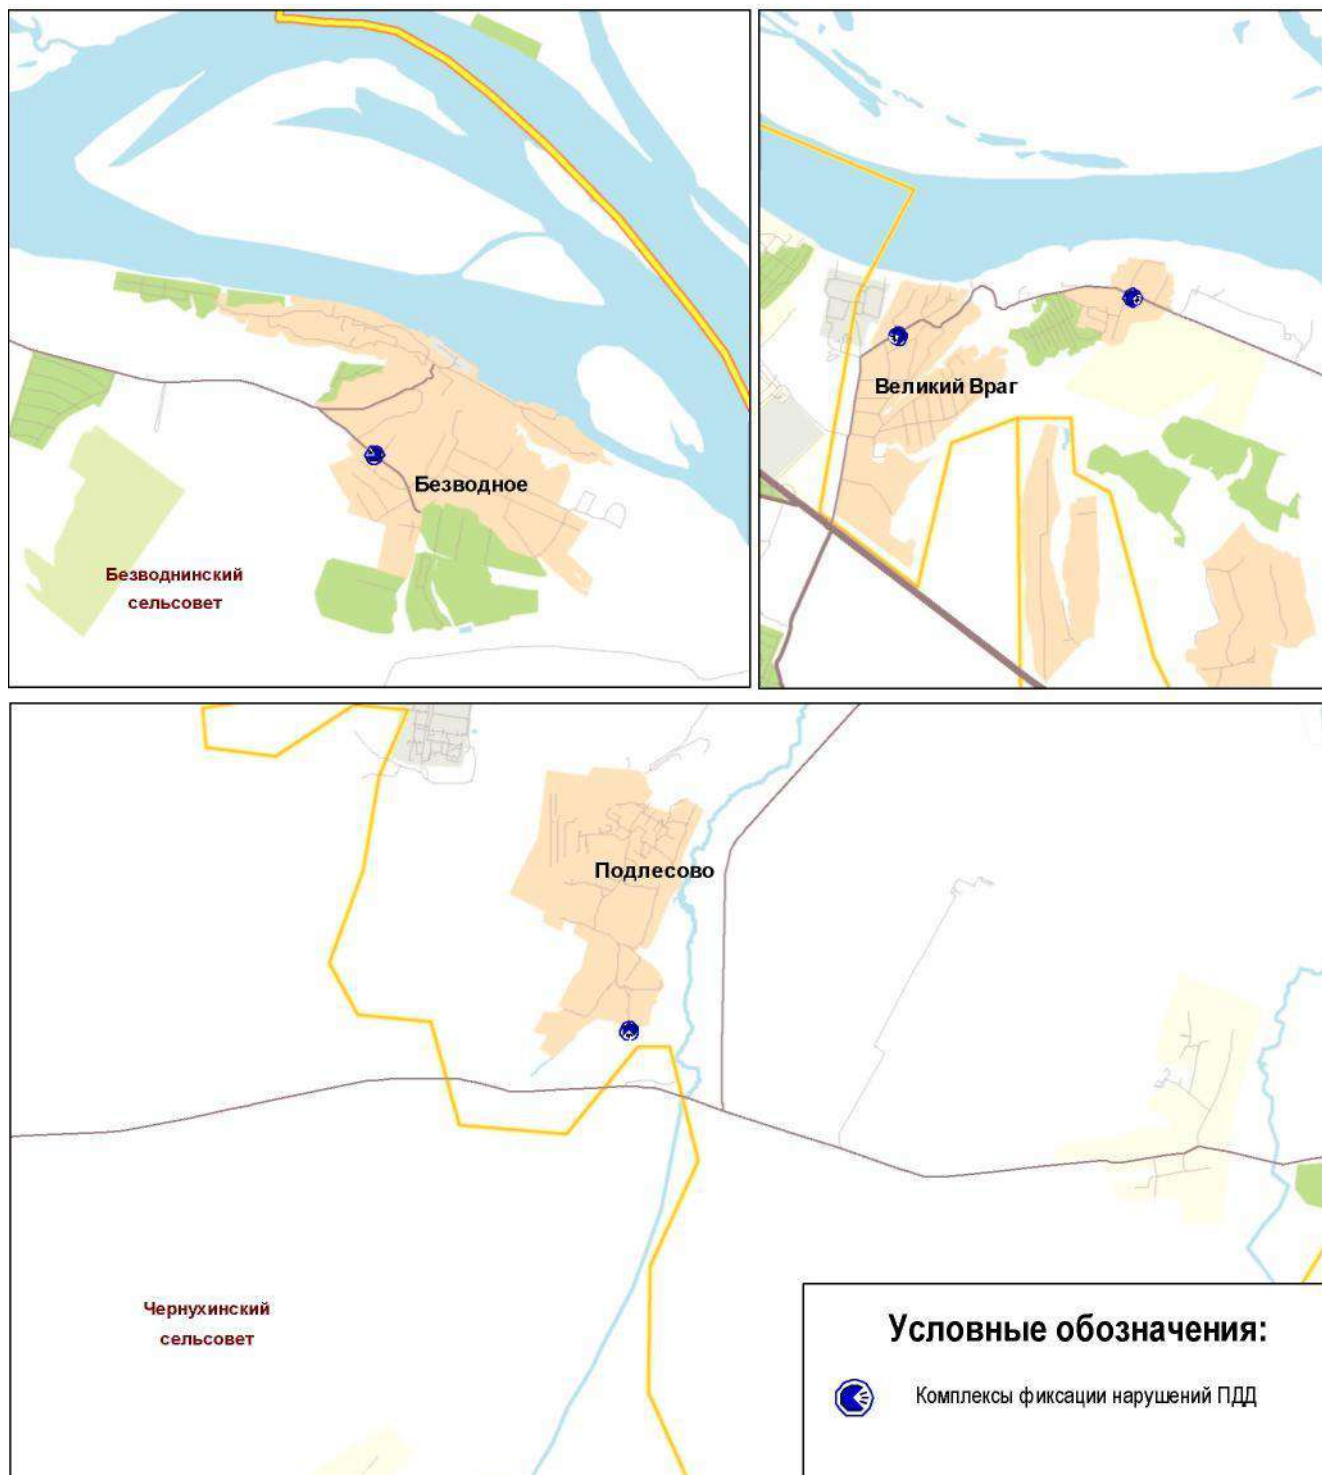 Великий Враг
Безводное
Безводнинский
сельсовет
Подлесово
Чернухинский
сельсовет
Условные обозначения:
Комплексы фиксации нарушений ПДД